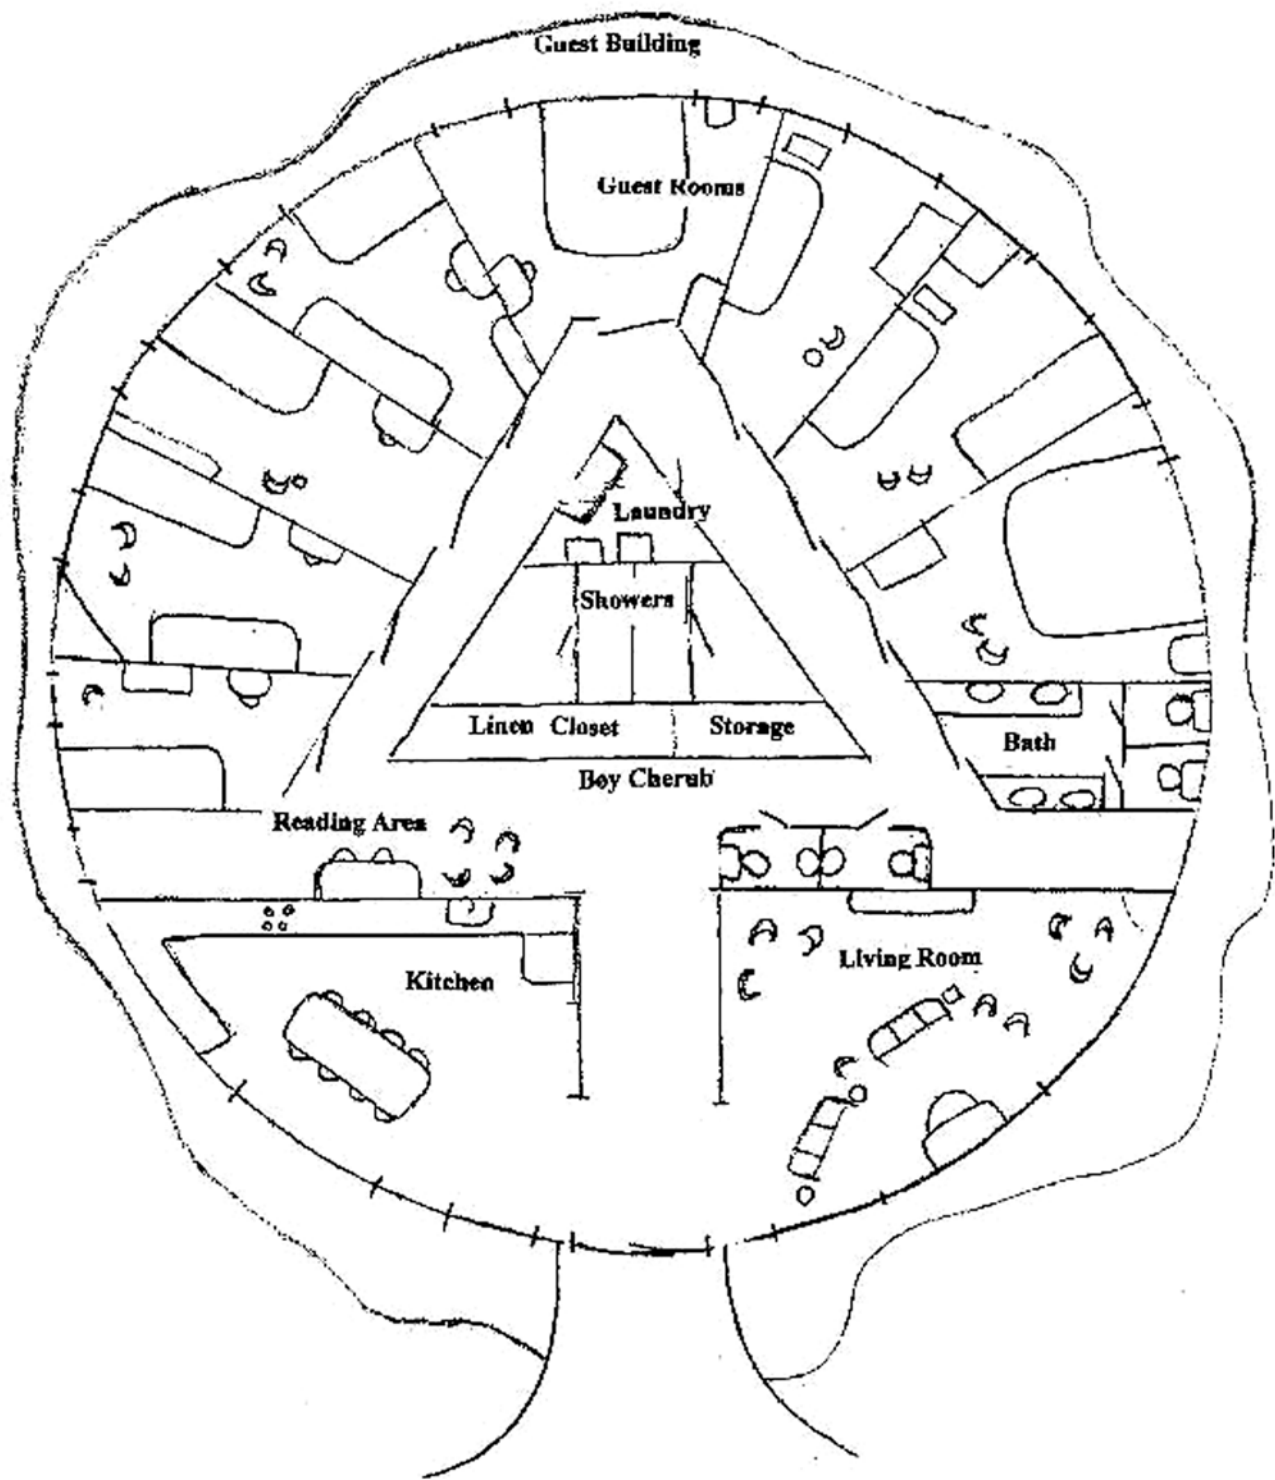 Guest Building
Guest Rooms
Laundry
Showers
Linen Closet
Storage
Bath
Boy Cherub
Reading Area
Living Room
Kitchen